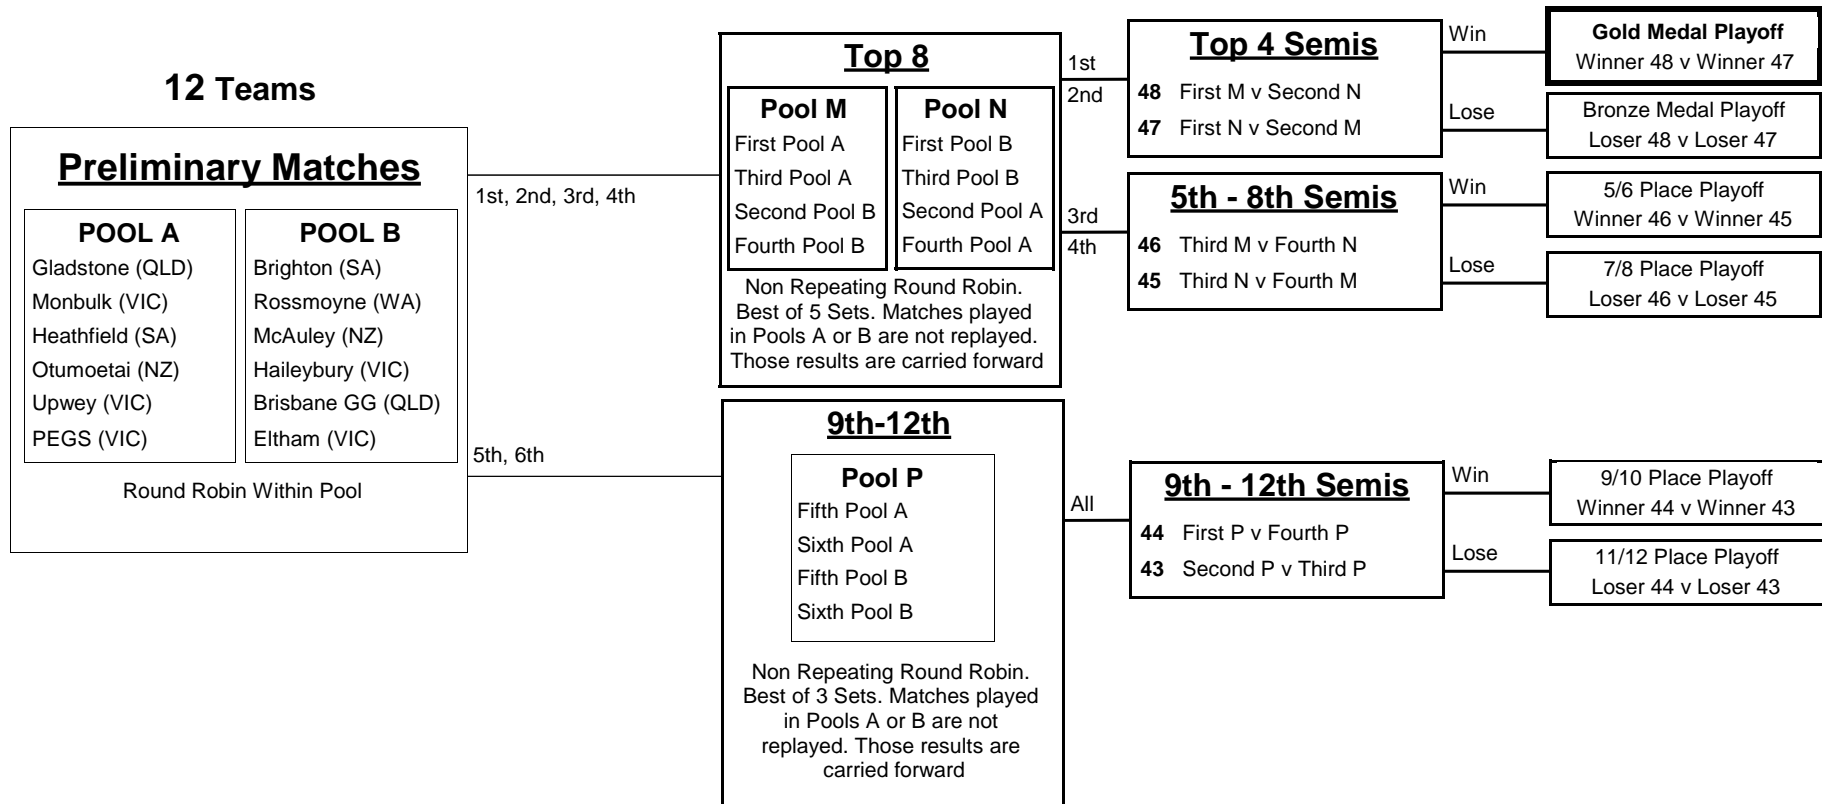 12 Teams
Preliminary Matches
POOL A
Gladstone (QLD)
Monbulk (VIC)
Heathfield (SA)
Otumoetai (NZ)
Upwey (VIC)
PEGS (VIC)
POOL B
Brighton (SA)
Rossmoyne (WA)
McAuley (NZ)
Haileybury (VIC)
Brisbane GG (QLD)
Eltham (VIC)
Round Robin Within Pool
1st, 2nd, 3rd, 4th
5th, 6th
Top 8
Pool M
First Pool A
Third Pool A
Second Pool B
Fourth Pool B
Pool N
First Pool B
Third Pool B
Second Pool A
Fourth Pool A
Non Repeating Round Robin.
Best of 5 Sets. Matches played
in Pools A or B are not replayed.
Those results are carried forward
9th-12th
Pool P
Fifth Pool A
Sixth Pool A
Fifth Pool B
Sixth Pool B
Non Repeating Round Robin.
Best of 3 Sets. Matches played
in Pools A or B are not
replayed. Those results are
carried forward
1st
2nd
3rd
4th
All
Top 4 Semis
48 First M v Second N
47 First N v Second M
5th - 8th Semis
46 Third M v Fourth N
45 Third N v Fourth M
9th - 12th Semis
44 First P v Fourth P
43 Second P v Third P
Win
Gold Medal Playoff
Winner 48 v Winner 47
Lose
Bronze Medal Playoff
Loser 48 v Loser 47
Win
5/6 Place Playoff
Winner 46 v Winner 45
Lose
7/8 Place Playoff
Loser 46 v Loser 45
Win
9/10 Place Playoff
Winner 44 v Winner 43
Lose
11/12 Place Playoff
Loser 44 v Loser 43